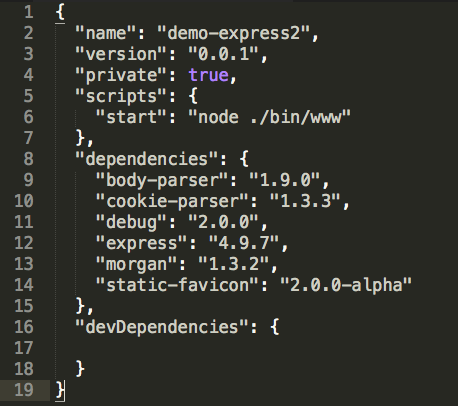 1 {
2   "name": "demo-express2",
3   "version": "0.0.1",
4   "private": true,
5   "scripts": {
6     "start": "node ./bin/www"
7   },
8   "dependencies": {
9     "body-parser": "1.9.0",
10     "cookie-parser": "1.3.3",
11     "debug": "2.0.0",
12     "express": "4.9.7",
13     "morgan": "1.3.2",
14     "static-favicon": "2.0.0-alpha"
15   },
16   "devDependencies": {
17
18   }
19 }